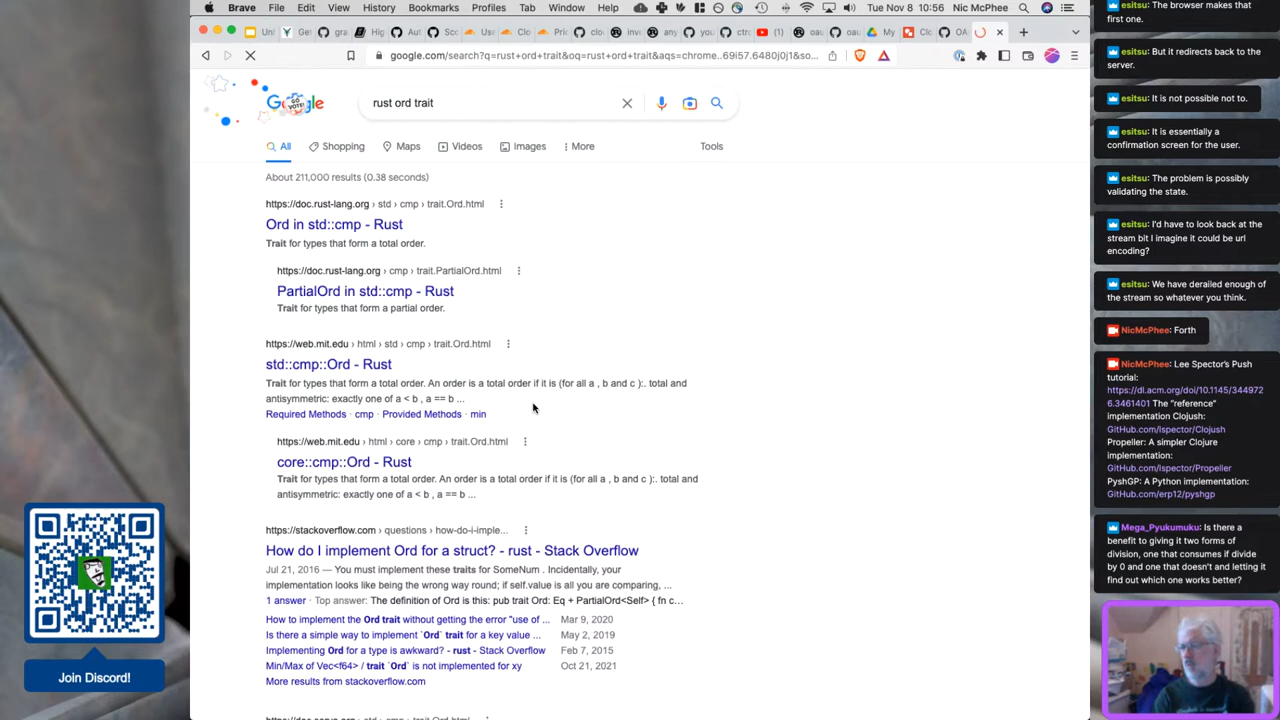 Brave File Edit View History Bookmarks Profiles Tab Window Help Tue Nov 8 10:56 Nic McPhee
google.com/search?q=rust+ord+trait&oq=rust+ord+trait&aqs=chrome..69i57.6480j0j1&so...
Google
GO VOTE!
rust ord trait
All Shopping Maps Videos Images More Tools
About 211,000 results (0.38 seconds)
https://doc.rust-lang.org › std › cmp › trait.Ord.html
Ord in std::cmp - Rust
Trait for types that form a total order.
https://doc.rust-lang.org › cmp › trait.PartialOrd.html
PartialOrd in std::cmp - Rust
Trait for types that form a partial order.
https://web.mit.edu › html › std › cmp › trait.Ord.html
std::cmp::Ord - Rust
Trait for types that form a total order. An order is a total order if it is (for all a , b and c ):. total and
antisymmetric: exactly one of a < b , a == b ...
Required Methods · cmp · Provided Methods · min
https://web.mit.edu › html › core › cmp › trait.Ord.html
core::cmp::Ord - Rust
Trait for types that form a total order. An order is a total order if it is (for all a , b and c ):. total and
antisymmetric: exactly one of a < b , a == b ...
https://stackoverflow.com › questions › how-do-i-imple...
How do I implement Ord for a struct? - rust - Stack Overflow
Jul 21, 2016 — You must implement these traits for SomeNum . Incidentally, your
implementation looks like being the wrong way round; if self.value is all you are comparing, ...
1 answer · Top answer: The definition of Ord is this: pub trait Ord: Eq + PartialOrd<Self> { fn c...
How to implement the Ord trait without getting the error "use of ... Mar 9, 2020
Is there a simple way to implement `Ord` trait for a key value ... May 2, 2019
Implementing Ord for a type is awkward? - rust - Stack Overflow Feb 7, 2015
Min/Max of Vec<f64> / trait `Ord` is not implemented for xy Oct 21, 2021
More results from stackoverflow.com
Join Discord!
esitsu: The browser makes that
first one.
esitsu: But it redirects back to the
server.
esitsu: It is not possible not to.
esitsu: It is essentially a
confirmation screen for the user.
esitsu: The problem is possibly
validating the state.
esitsu: I'd have to look back at the
stream bit I imagine it could be url
encoding?
esitsu: We have derailed enough of
the stream so whatever you think.
NicMcPhee: Forth
NicMcPhee: Lee Spector's Push
tutorial:
https://dl.acm.org/doi/10.1145/344972
6.3461401 The "reference"
implementation Clojush:
GitHub.com/lspector/Clojush
Propeller: A simpler Clojure
implementation:
GitHub.com/lspector/Propeller
PyshGP: A Python implementation:
GitHub.com/erp12/pyshgp
Mega_Pyukumuku: Is there a
benefit to giving it two forms of
division, one that consumes if divide
by 0 and one that doesn't and letting it
find out which one works better?